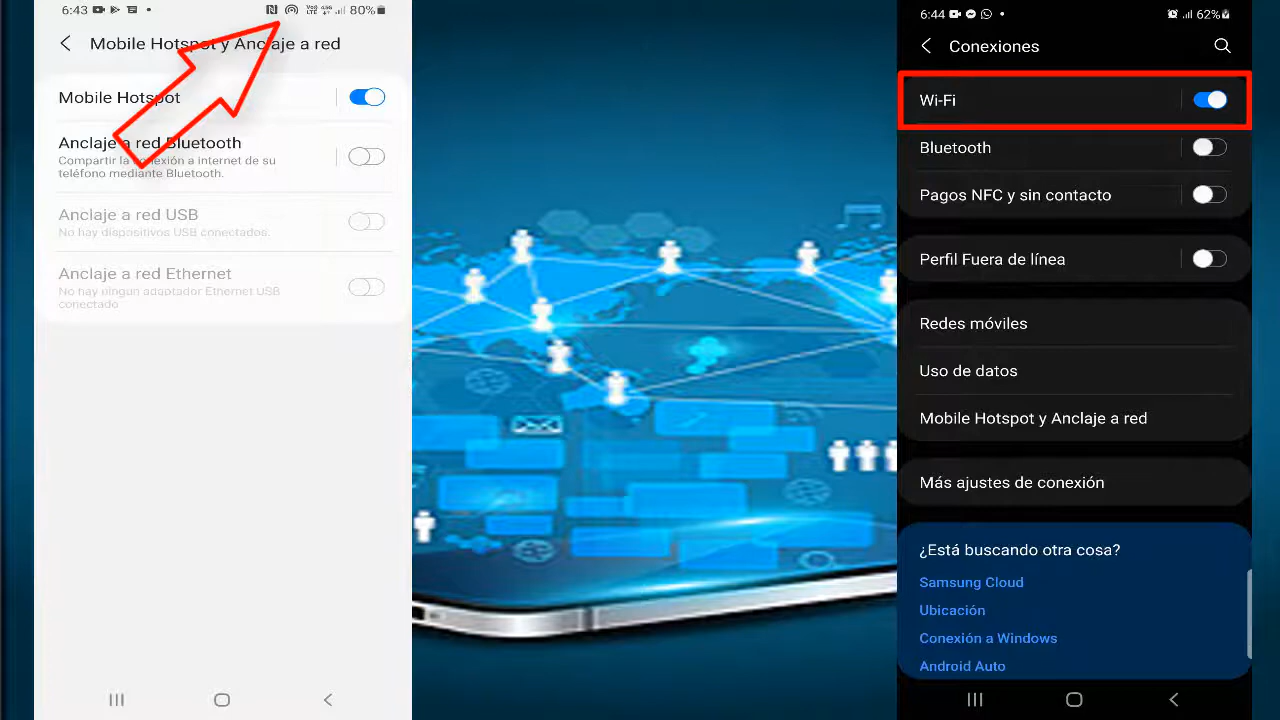 6:43
VoD
LTE
4.5G
80%
Mobile Hotspot y Anclaje a red
Mobile Hotspot
Anclaje a red Bluetooth
Compartir la conexión a internet de su
teléfono mediante Bluetooth.
Anclaje a red USB
No hay dispositivos USB conectados.
Anclaje a red Ethernet
No hay ningún adaptador Ethernet USB
conectado
6:44
62%
Conexiones
Wi-Fi
Bluetooth
Pagos NFC y sin contacto
Perfil Fuera de línea
Redes móviles
Uso de datos
Mobile Hotspot y Anclaje a red
Más ajustes de conexión
¿Está buscando otra cosa?
Samsung Cloud
Ubicación
Conexión a Windows
Android Auto